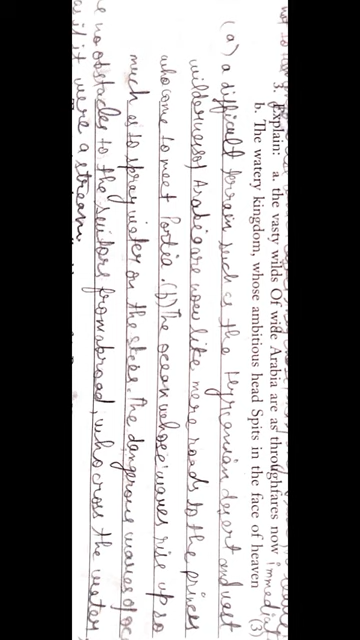 not to
3. Explain: a. the vasty wilds Of wide Arabia are as throughfares now immedia
b. The watery kingdom, whose ambitious head Spits in the face of heaven (3)
(a) a difficult terrain such as the Hyrcanian desert and vast
wilderness of Arabia are now like mere roads to the princes
who come to meet Portia. (b) The ocean whose waves rise up so
much as to spray water on the skies. The dangerous waves of oc
e no obstacles to the suitors from abroad, who cross the water
as if it were a stream.